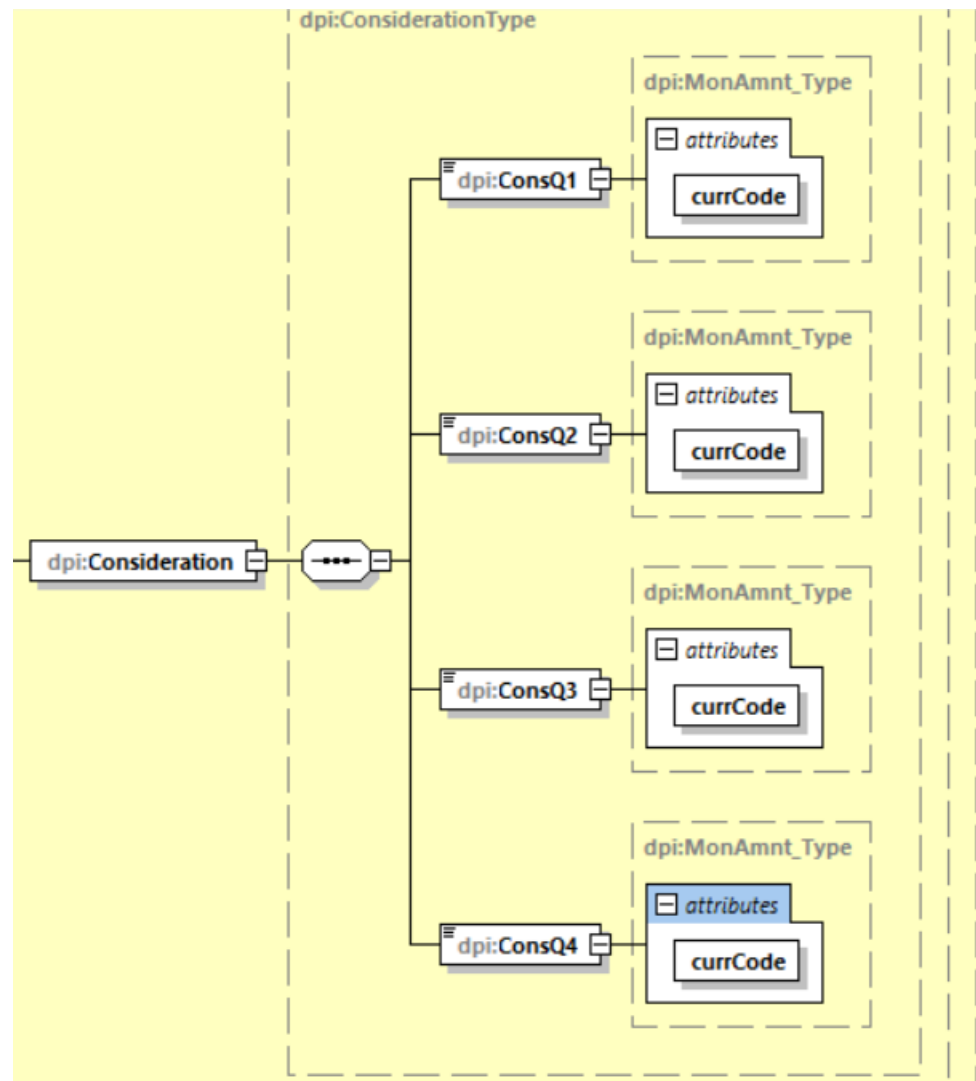 dpi:ConsiderationType
dpi:MonAmnt_Type
attributes
dpi:ConsQ1
currCode
dpi:MonAmnt_Type
attributes
dpi:ConsQ2
currCode
dpi:Consideration
dpi:MonAmnt_Type
attributes
dpi:ConsQ3
currCode
dpi:MonAmnt_Type
attributes
dpi:ConsQ4
currCode